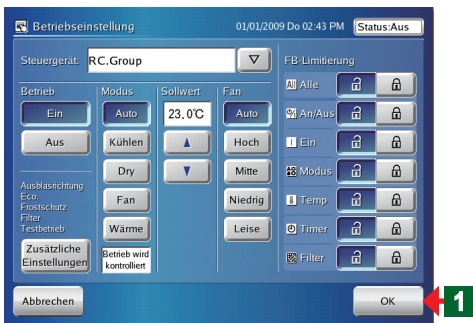 Betriebseinstellung 01/01/2009 Do 02:43 PM Status:Aus
Steuergerät: RC.Group
FB-Limitierung
Betrieb Modus Sollwert Fan
All Alle
Ein Auto 23.0℃ Auto
An/Aus
Aus Kühlen Hoch
Ein
Dry Mitte
Modus
Ausblasrichtung
Eco.
Frostschutz
Filter
Testbetrieb
Fan Niedrig
Temp
Wärme Leise
Timer
Zusätzliche
Einstellungen
Betrieb wird
kontrolliert
Filter
Abbrechen OK 1